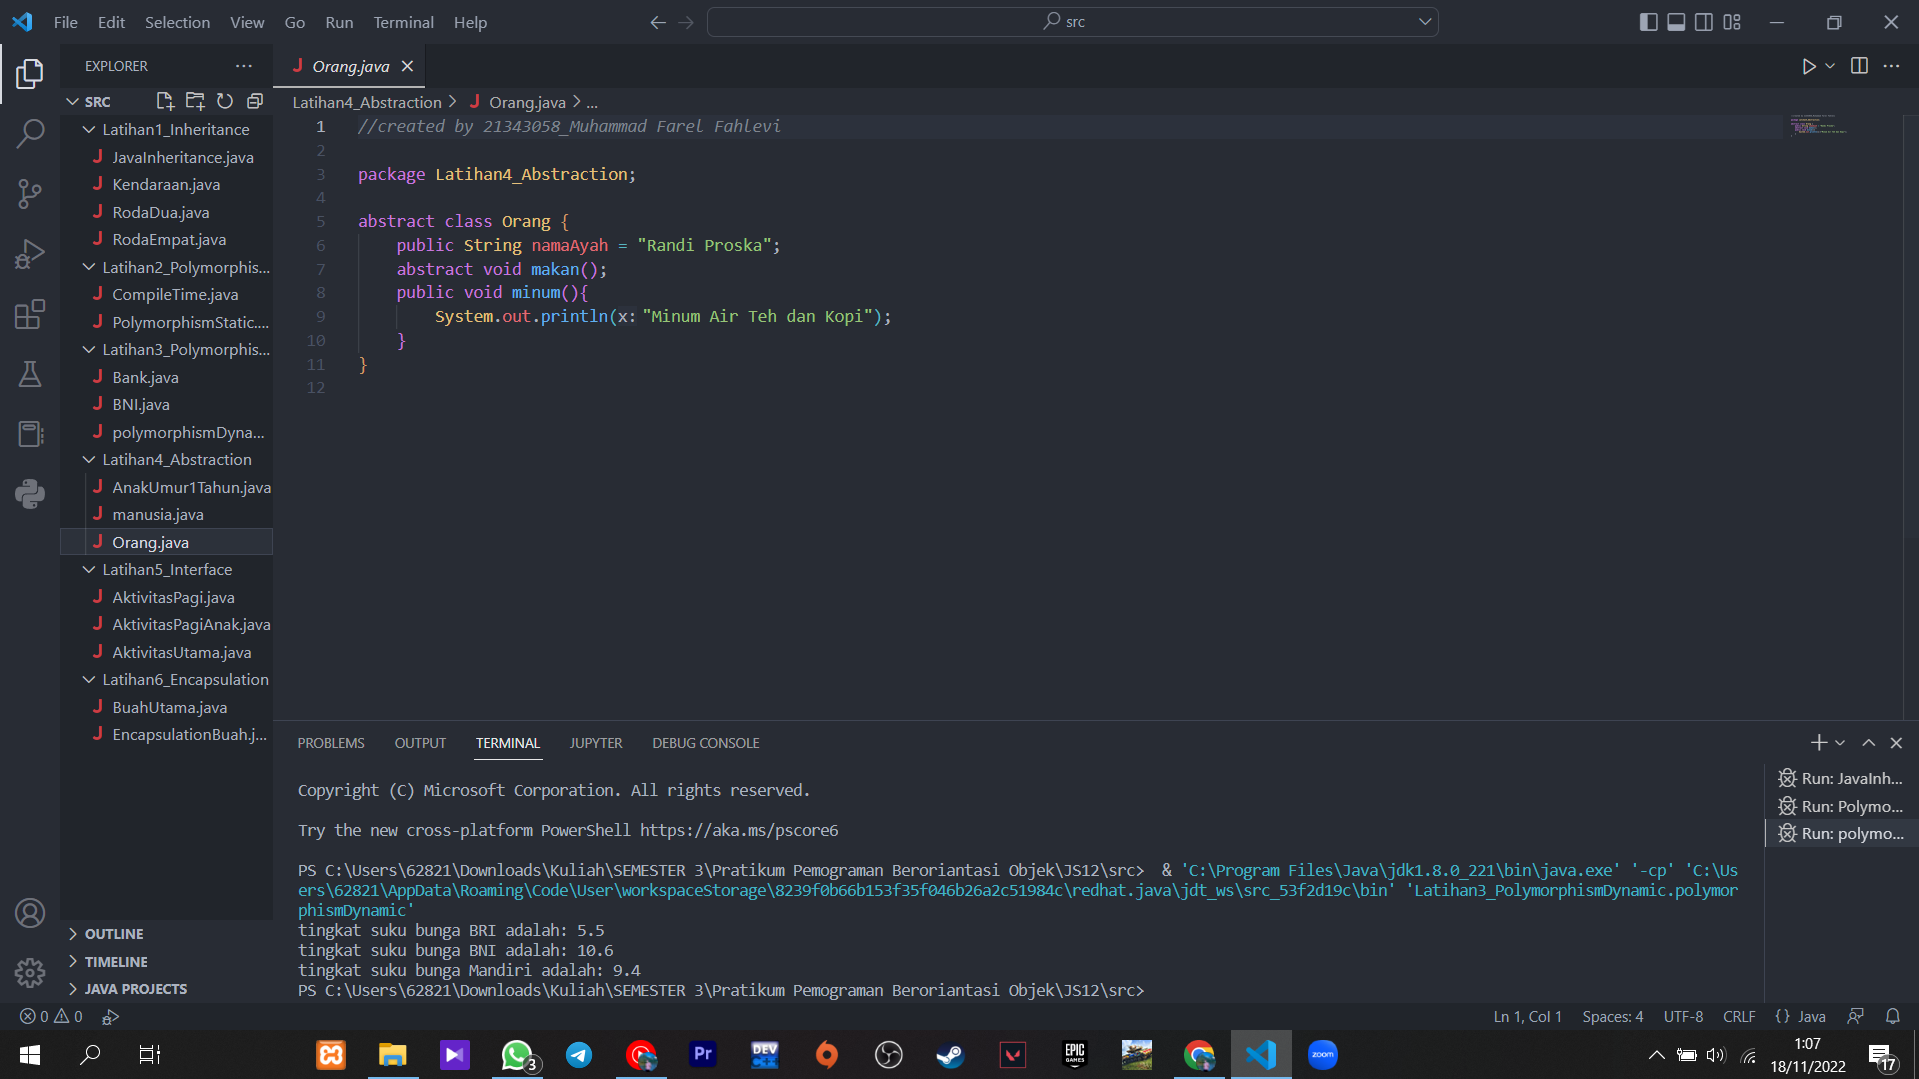 File Edit Selection View Go Run Terminal Help
src
EXPLORER
Orang.java
SRC
Latihan4_Abstraction > Orang.java > ...
Latihan1_Inheritance
JavaInheritance.java
Kendaraan.java
RodaDua.java
RodaEmpat.java
Latihan2_Polymorphis...
CompileTime.java
PolymorphismStatic....
Latihan3_Polymorphis...
Bank.java
BNI.java
polymorphismDyna...
Latihan4_Abstraction
AnakUmur1Tahun.java
manusia.java
Orang.java
Latihan5_Interface
AktivitasPagi.java
AktivitasPagiAnak.java
AktivitasUtama.java
Latihan6_Encapsulation
BuahUtama.java
EncapsulationBuah.j...
OUTLINE
TIMELINE
JAVA PROJECTS
1 //created by 21343058_Muhammad Farel Fahlevi
2
3 package Latihan4_Abstraction;
4
5 abstract class Orang {
6 public String namaAyah = "Randi Proska";
7 abstract void makan();
8 public void minum(){
9 System.out.println(x: "Minum Air Teh dan Kopi");
10 }
11 }
12
PROBLEMS OUTPUT TERMINAL JUPYTER DEBUG CONSOLE
Copyright (C) Microsoft Corporation. All rights reserved.
Try the new cross-platform PowerShell https://aka.ms/pscore6
PS C:\Users\62821\Downloads\Kuliah\SEMESTER 3\Pratikum Pemograman Beroriantasi Objek\JS12\src> & 'C:\Program Files\Java\jdk1.8.0_221\bin\java.exe' '-cp' 'C:\Us
ers\62821\AppData\Roaming\Code\User\workspaceStorage\8239f0b66b153f35f046b26a2c51984c\redhat.java\jdt_ws\src_53f2d19c\bin' 'Latihan3_PolymorphismDynamic.polymor
phismDynamic'
tingkat suku bunga BRI adalah: 5.5
tingkat suku bunga BNI adalah: 10.6
tingkat suku bunga Mandiri adalah: 9.4
PS C:\Users\62821\Downloads\Kuliah\SEMESTER 3\Pratikum Pemograman Beroriantasi Objek\JS12\src>
Run: JavaInh...
Run: Polymo...
Run: polymo...
0 0
Ln 1, Col 1 Spaces: 4 UTF-8 CRLF {} Java
3
Pr
DEV C++
EPIC GAMES
zoom
1:07
18/11/2022
17